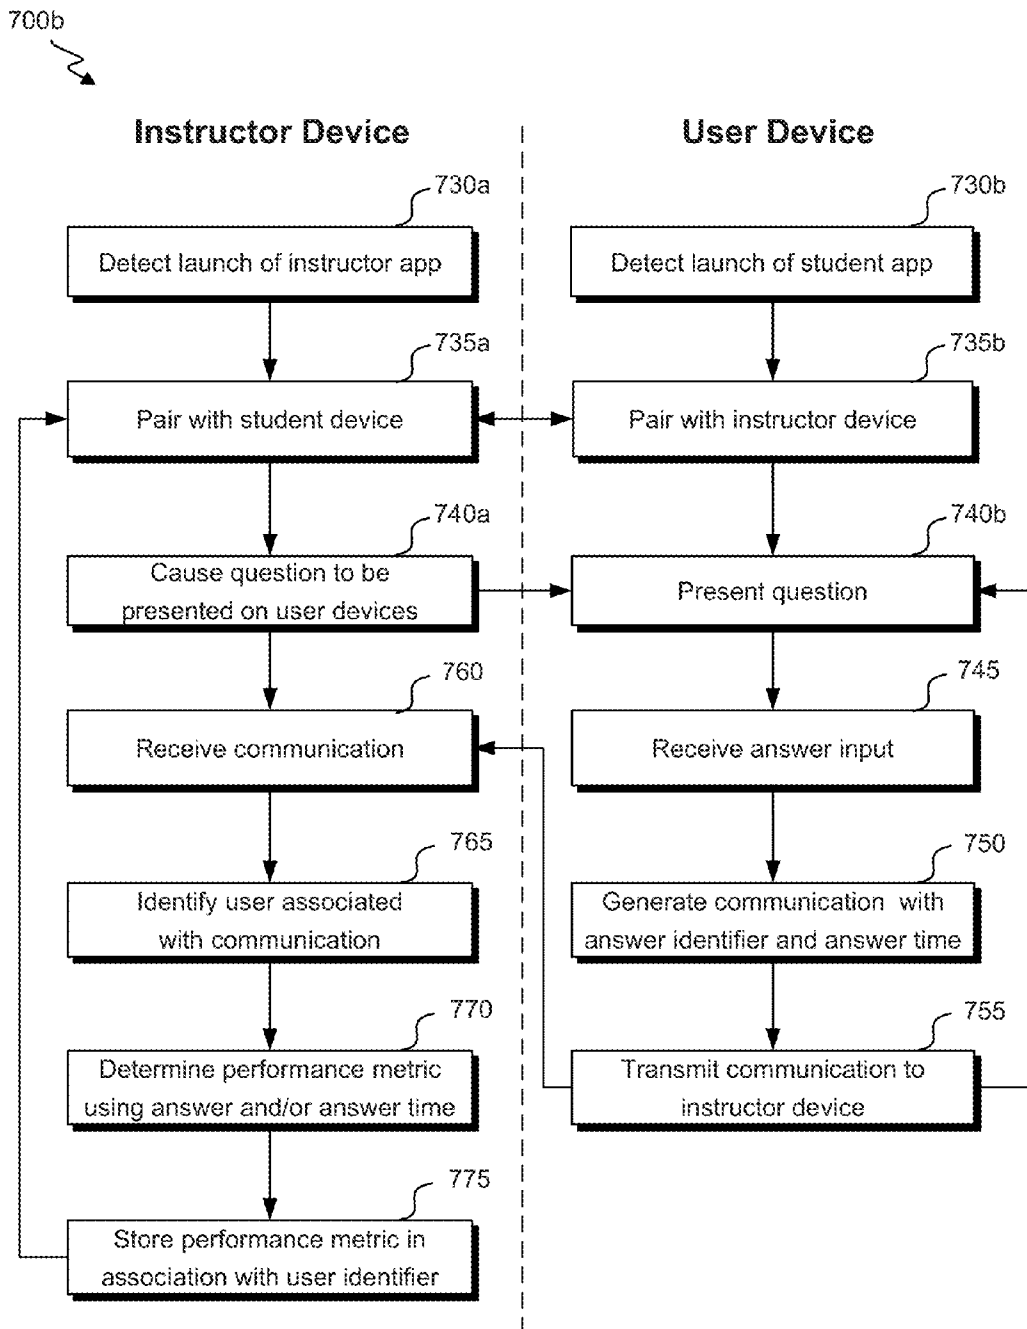 700b
Instructor Device
User Device
730a
730b
Detect launch of instructor app
Detect launch of student app
735a
735b
Pair with student device
Pair with instructor device
740a
740b
Cause question to be
presented on user devices
Present question
760
745
Receive communication
Receive answer input
765
750
Identify user associated
with communication
Generate communication with
answer identifier and answer time
770
755
Determine performance metric
using answer and/or answer time
Transmit communication to
instructor device
775
Store performance metric in
association with user identifier